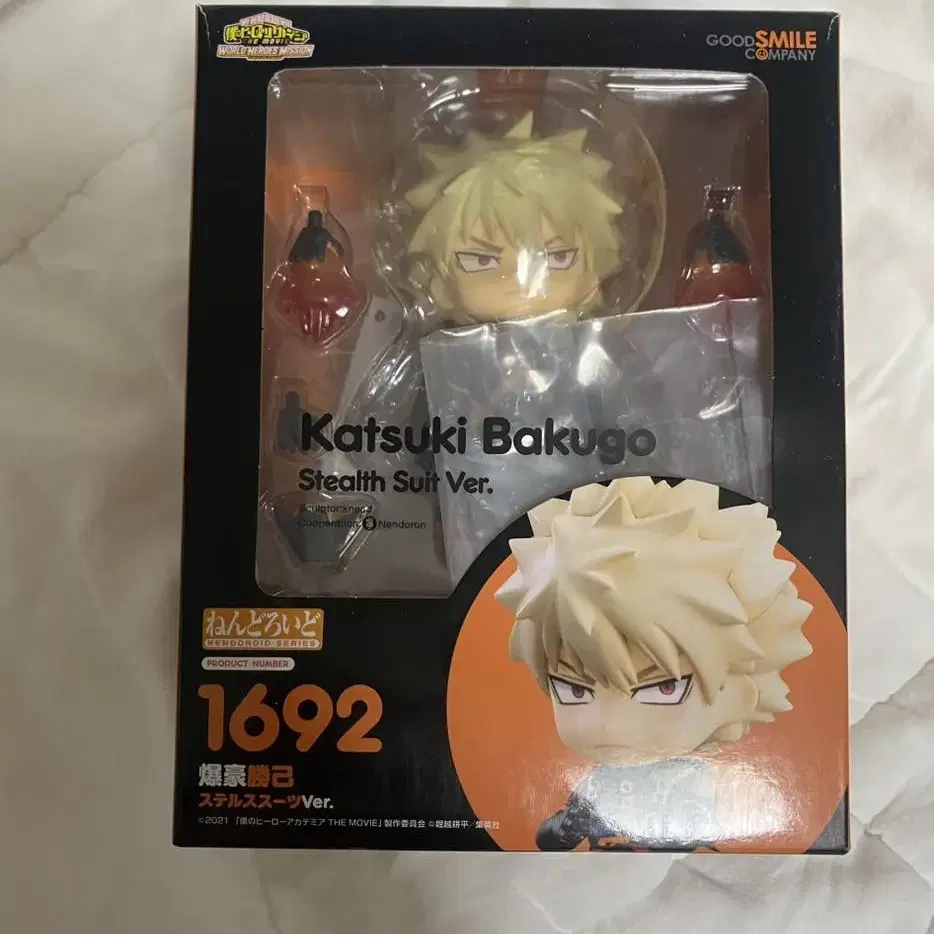 僕のヒーローアカデミア
THE MOVIE
WORLD HEROES MISSION
GOOD SMILE
COMPANY
Katsuki Bakugo
Stealth Suit Ver.
Cooperation: Nendoron
ねんどろいど
NENDOROID SERIES
PRODUCT NUMBER
1692
爆豪勝己
ステルススーツVer.
©2021 「僕のヒーローアカデミア THE MOVIE」製作委員会 ©堀越耕平／集英社